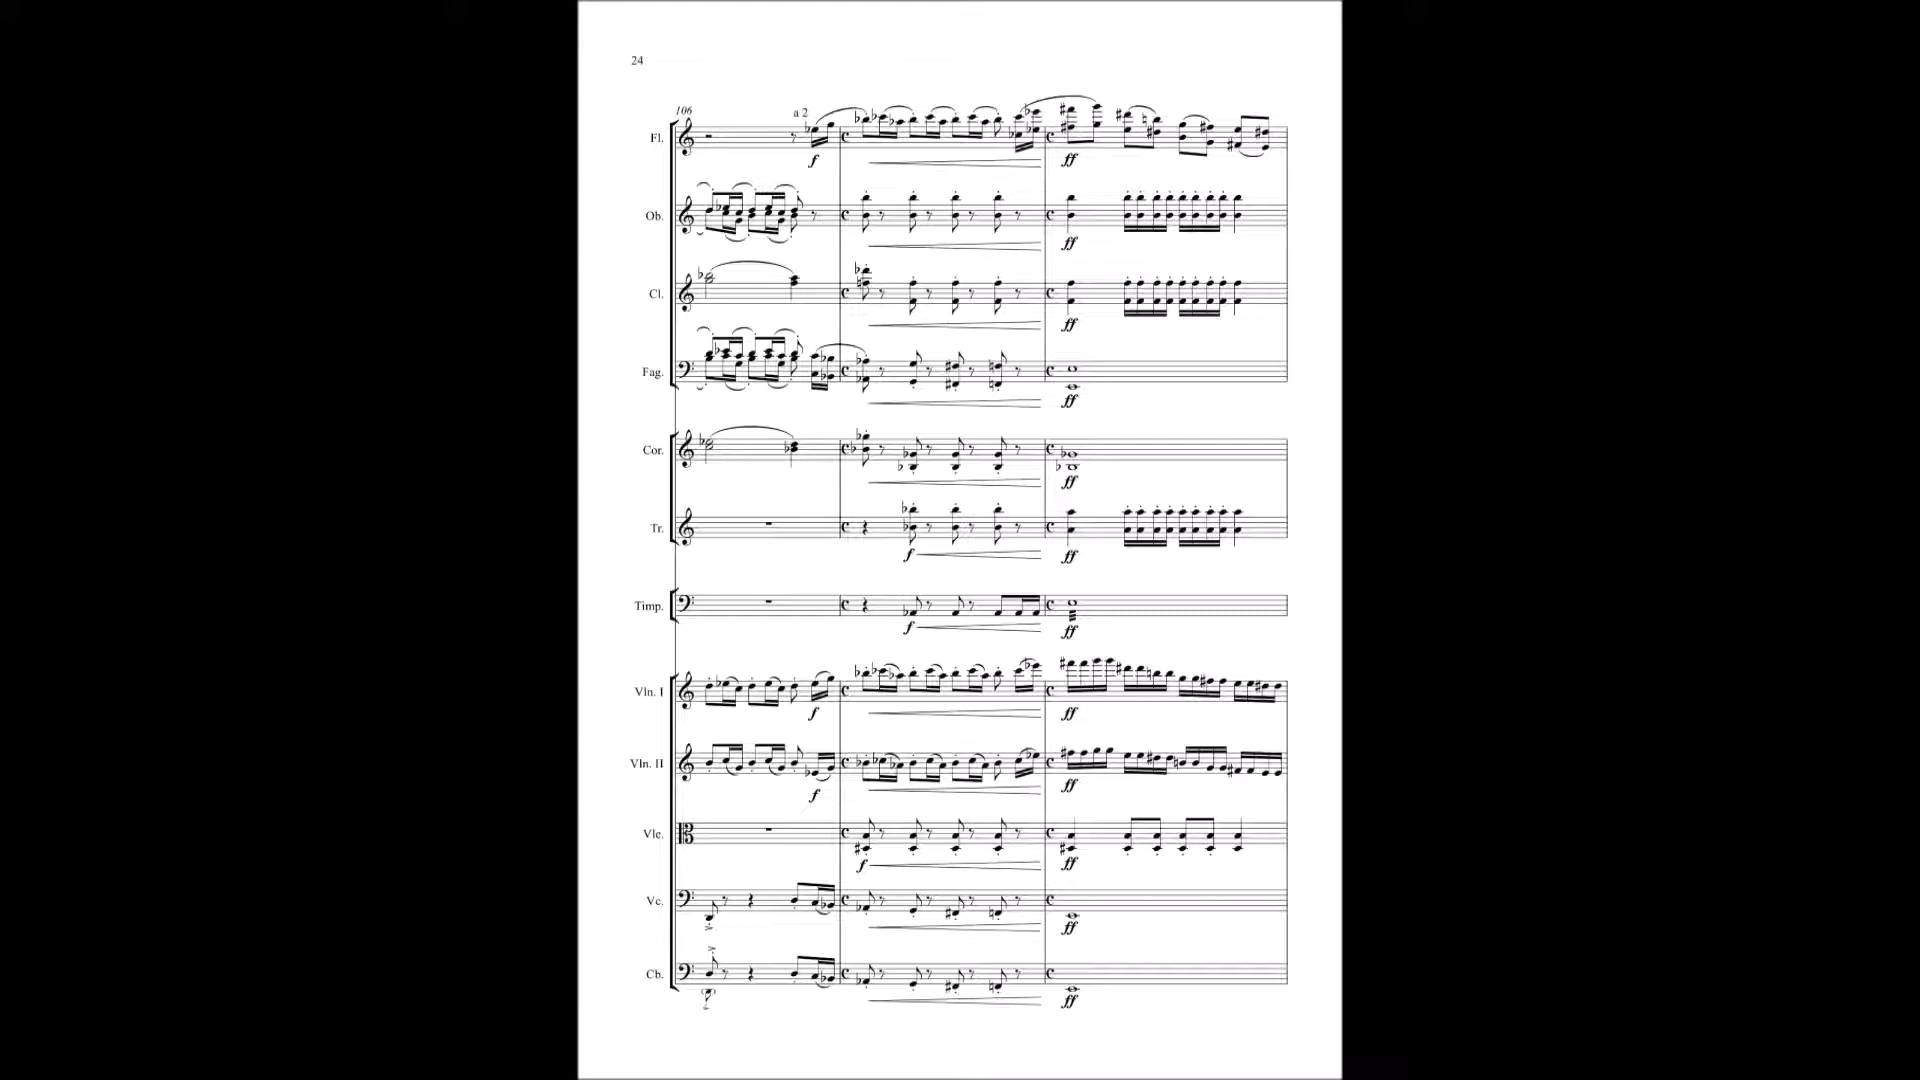 24
106
a 2
Fl.
f
ff
Ob.
ff
Cl.
ff
Fag.
ff
Cor.
ff
Tr.
f
ff
Timp.
f
ff
Vln. I
f
ff
Vln. II
f
ff
Vle.
f
ff
Vc.
ff
Cb.
ff